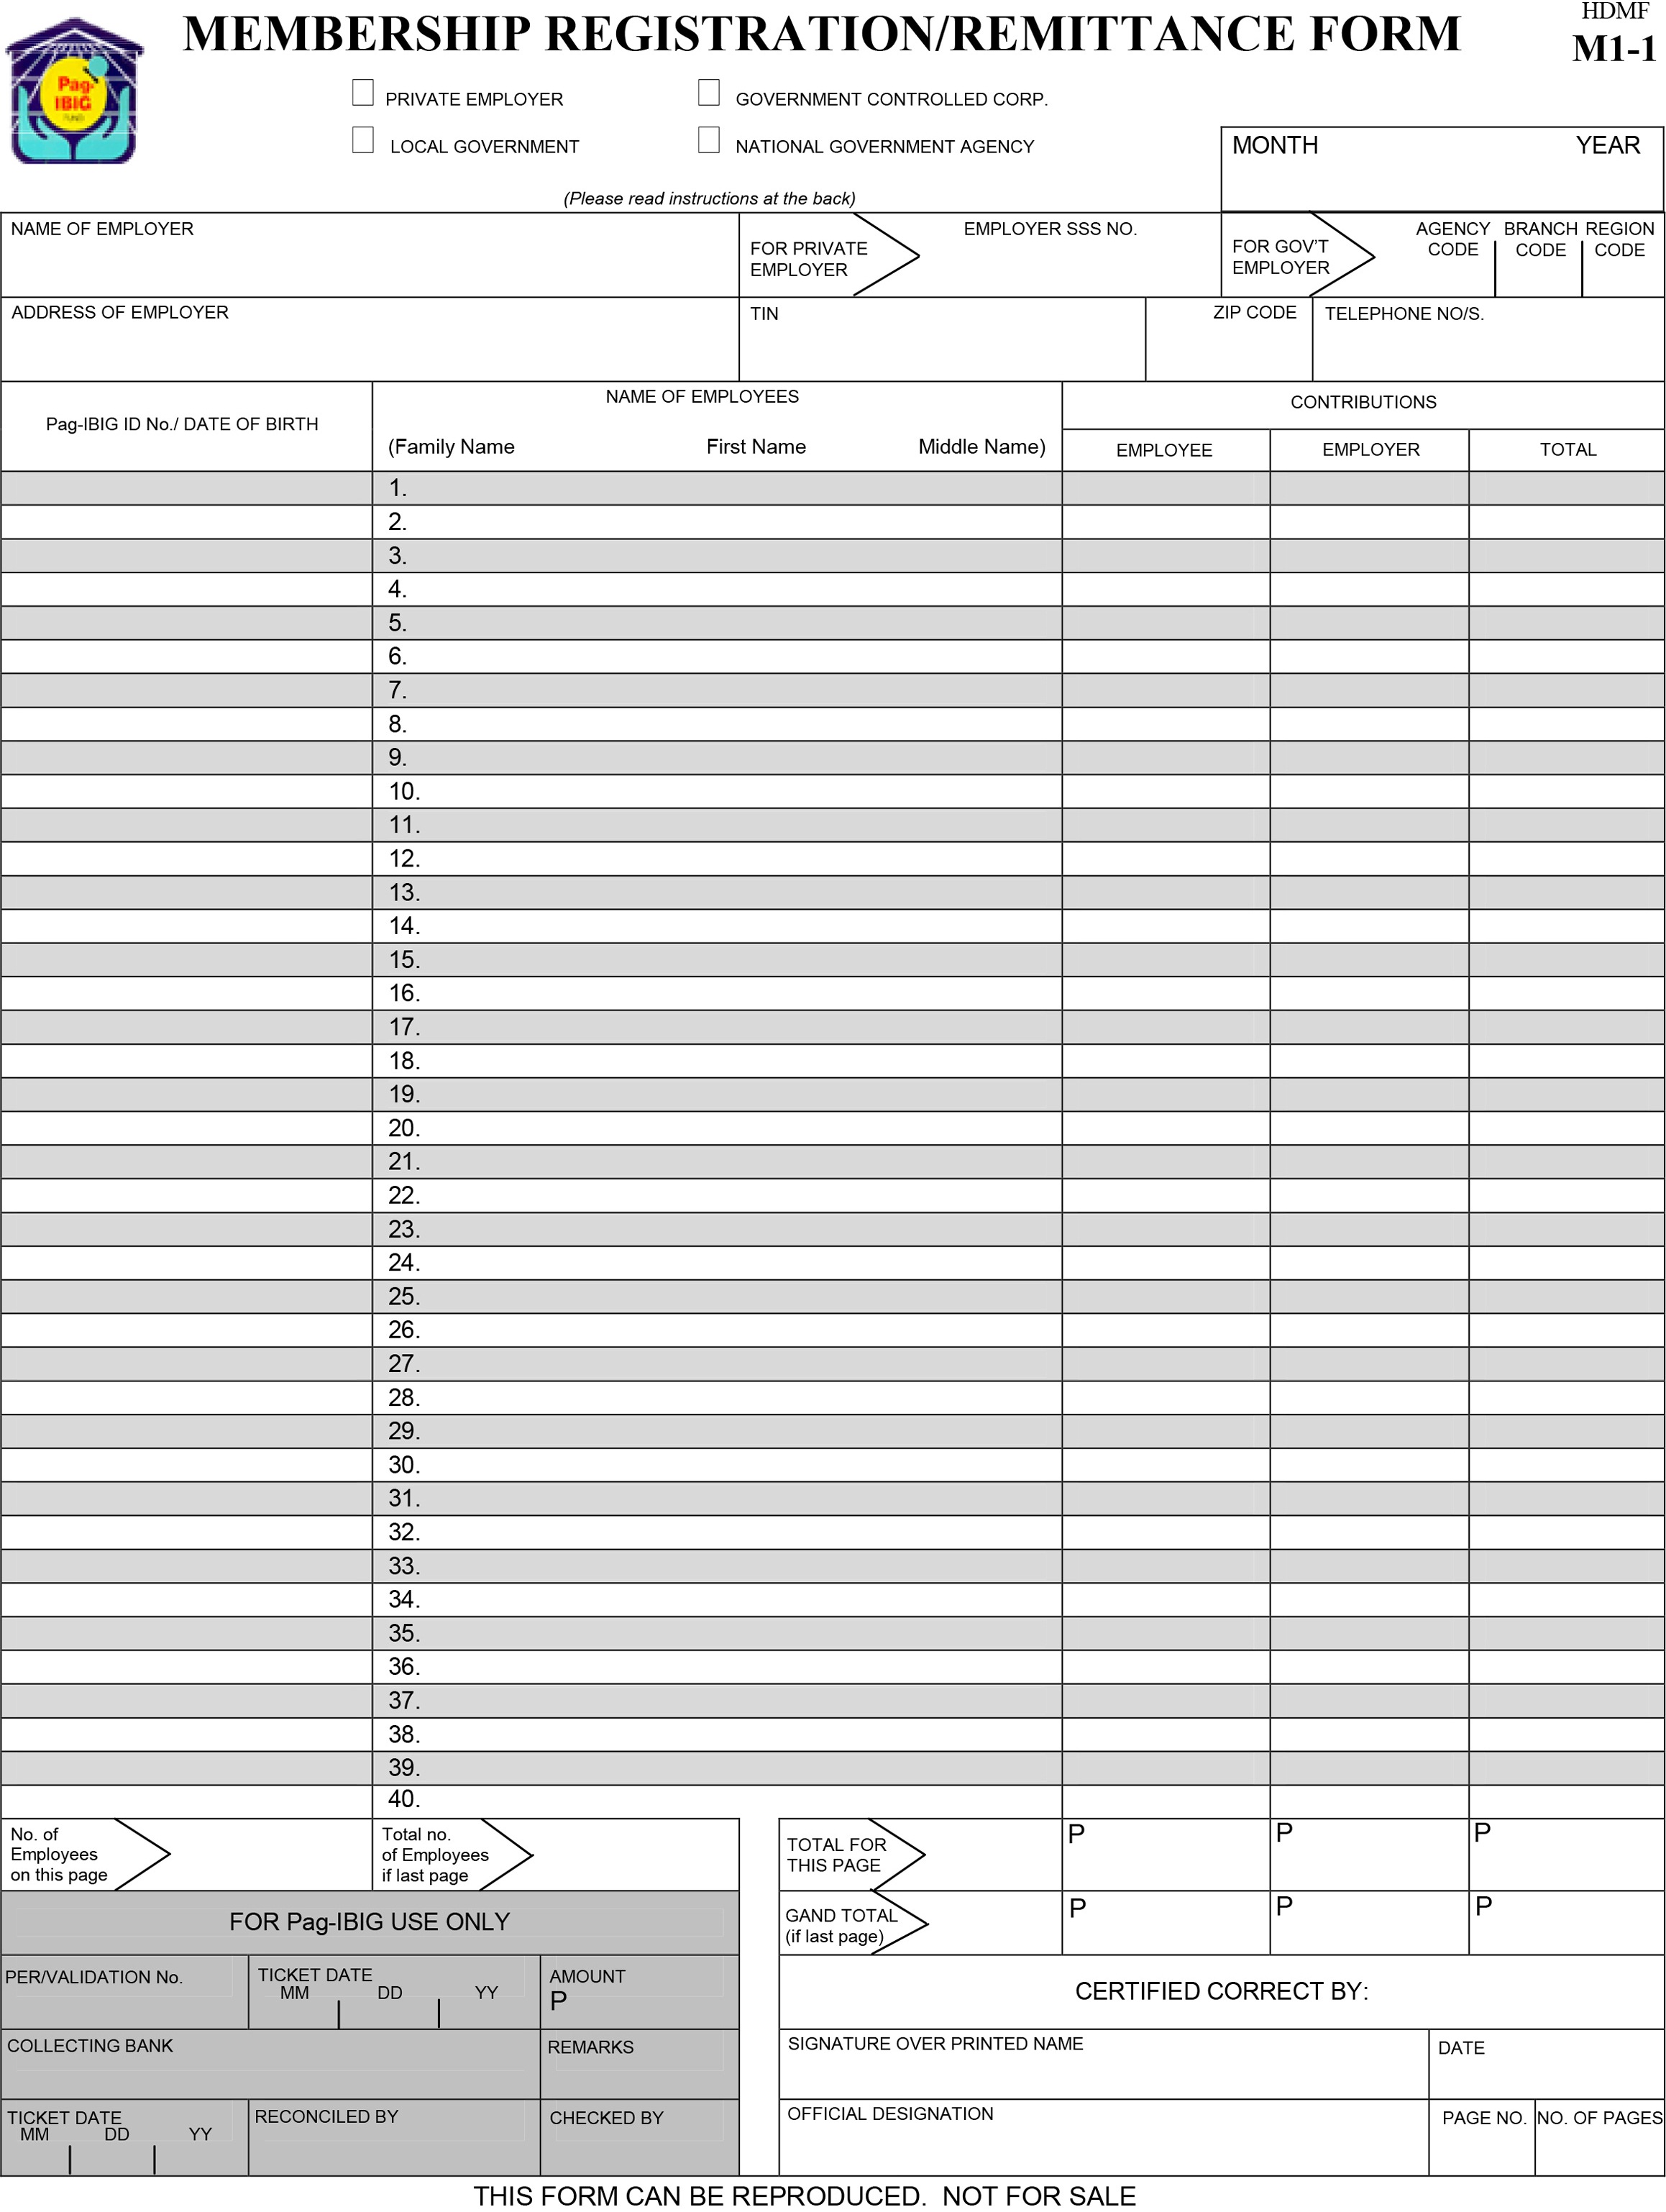 HDMF
MEMBERSHIP REGISTRATION/REMITTANCE FORM
M1-1
Pag-
IBIG
FUND
PRIVATE EMPLOYER GOVERNMENT CONTROLLED CORP.
LOCAL GOVERNMENT NATIONAL GOVERNMENT AGENCY
MONTH YEAR
(Please read instructions at the back)
NAME OF EMPLOYER
FOR PRIVATE
EMPLOYER
EMPLOYER SSS NO.
FOR GOV'T
EMPLOYER
AGENCY
CODE
BRANCH
CODE
REGION
CODE
ADDRESS OF EMPLOYER
TIN
ZIP CODE
TELEPHONE NO/S.
Pag-IBIG ID No./ DATE OF BIRTH
NAME OF EMPLOYEES
(Family Name First Name Middle Name)
CONTRIBUTIONS
EMPLOYEE EMPLOYER TOTAL
1.
2.
3.
4.
5.
6.
7.
8.
9.
10.
11.
12.
13.
14.
15.
16.
17.
18.
19.
20.
21.
22.
23.
24.
25.
26.
27.
28.
29.
30.
31.
32.
33.
34.
35.
36.
37.
38.
39.
40.
No. of
Employees
on this page
Total no.
of Employees
if last page
TOTAL FOR
THIS PAGE
P P P
GAND TOTAL
(if last page)
P P P
FOR Pag-IBIG USE ONLY
PER/VALIDATION No.
TICKET DATE
MM DD YY
AMOUNT
P
CERTIFIED CORRECT BY:
COLLECTING BANK
REMARKS
SIGNATURE OVER PRINTED NAME
DATE
TICKET DATE
MM DD YY
RECONCILED BY
CHECKED BY
OFFICIAL DESIGNATION
PAGE NO.
NO. OF PAGES
THIS FORM CAN BE REPRODUCED. NOT FOR SALE